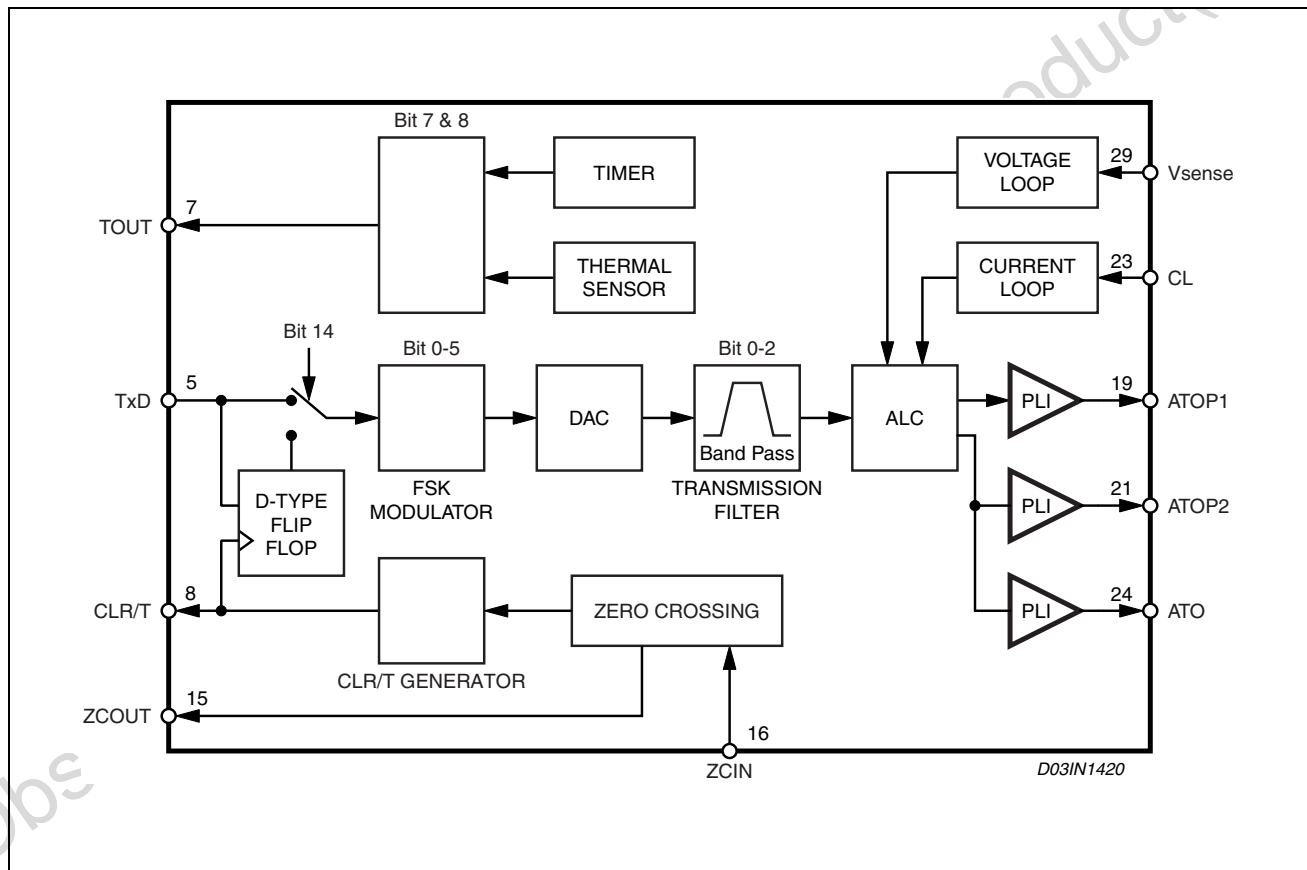 Bit 7 & 8
TIMER
VOLTAGE
LOOP
29
Vsense
7
TOUT
THERMAL
SENSOR
CURRENT
LOOP
23
CL
Bit 14
Bit 0-5
Bit 0-2
5
TxD
DAC
Band Pass
ALC
PLI
19
ATOP1
FSK
MODULATOR
TRANSMISSION
FILTER
D-TYPE
FLIP
FLOP
PLI
21
ATOP2
8
CLR/T
ZERO CROSSING
PLI
24
ATO
CLR/T GENERATOR
15
ZCOUT
16
ZCIN
D03IN1420